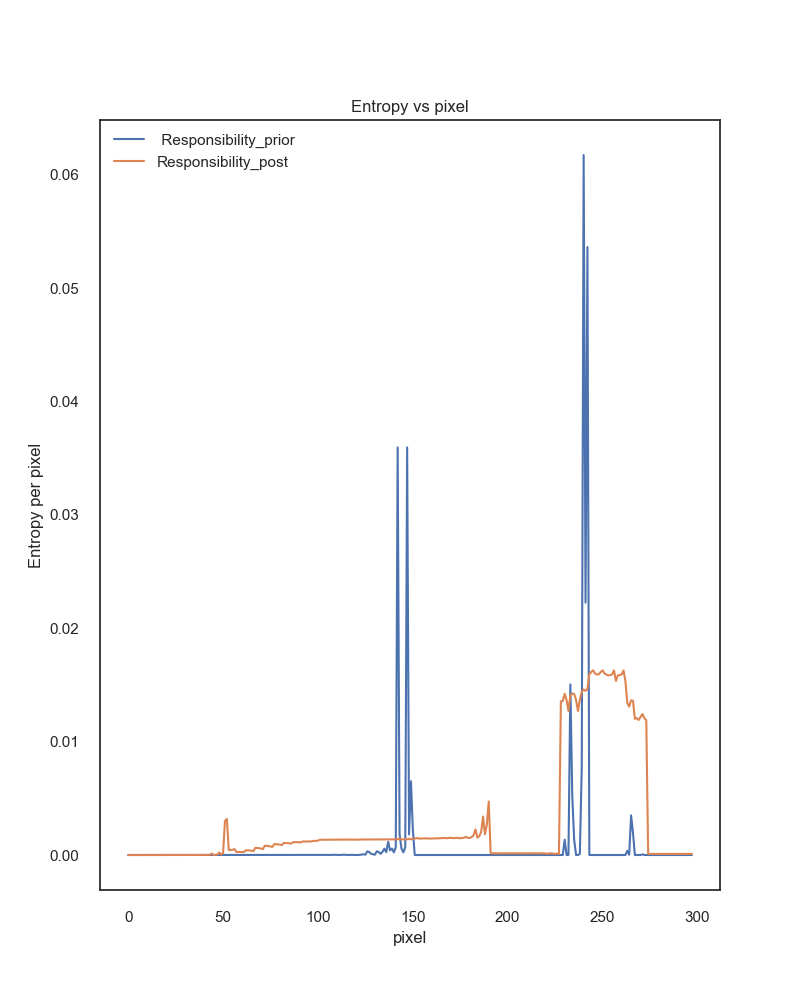 Entropy vs pixel
Responsibility_prior
Responsibility_post
0.06
0.05
0.04
0.03
0.02
0.01
0.00
Entropy per pixel
0 50 100 150 200 250 300
pixel